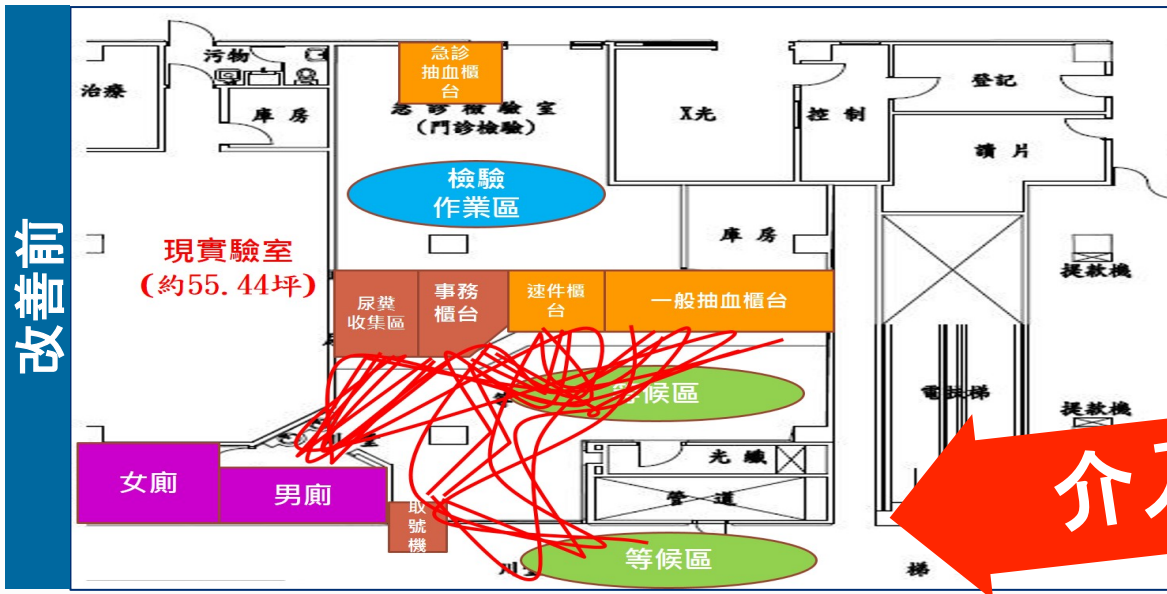 改善前
污物
急診
抽血櫃
台
登記
治療
庫房
急診檢驗室
(門診檢驗)
X光
控制
讀片
檢驗
作業區
庫房
現實驗室
(約55.44坪)
提款機
尿糞
收集區
事務
櫃台
速件櫃
台
一般抽血櫃台
等候區
電扶梯
提款機
女廁
男廁
光纖
管道
取
號
機
介
等候區
梯